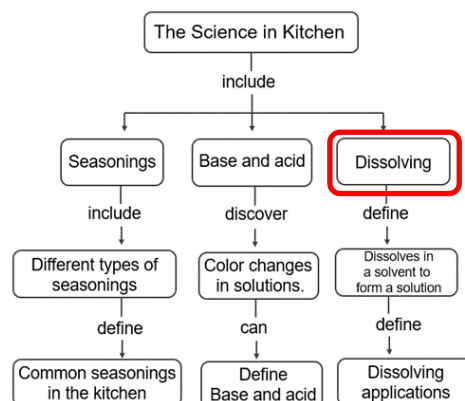 The Science in Kitchen
include
Seasonings
Base and acid
Dissolving
include
discover
define
Different types of
seasonings
Color changes
in solutions.
Dissolves in
a solvent to
form a solution
define
can
define
Common seasonings
in the kitchen
Define
Base and acid
Dissolving
applications